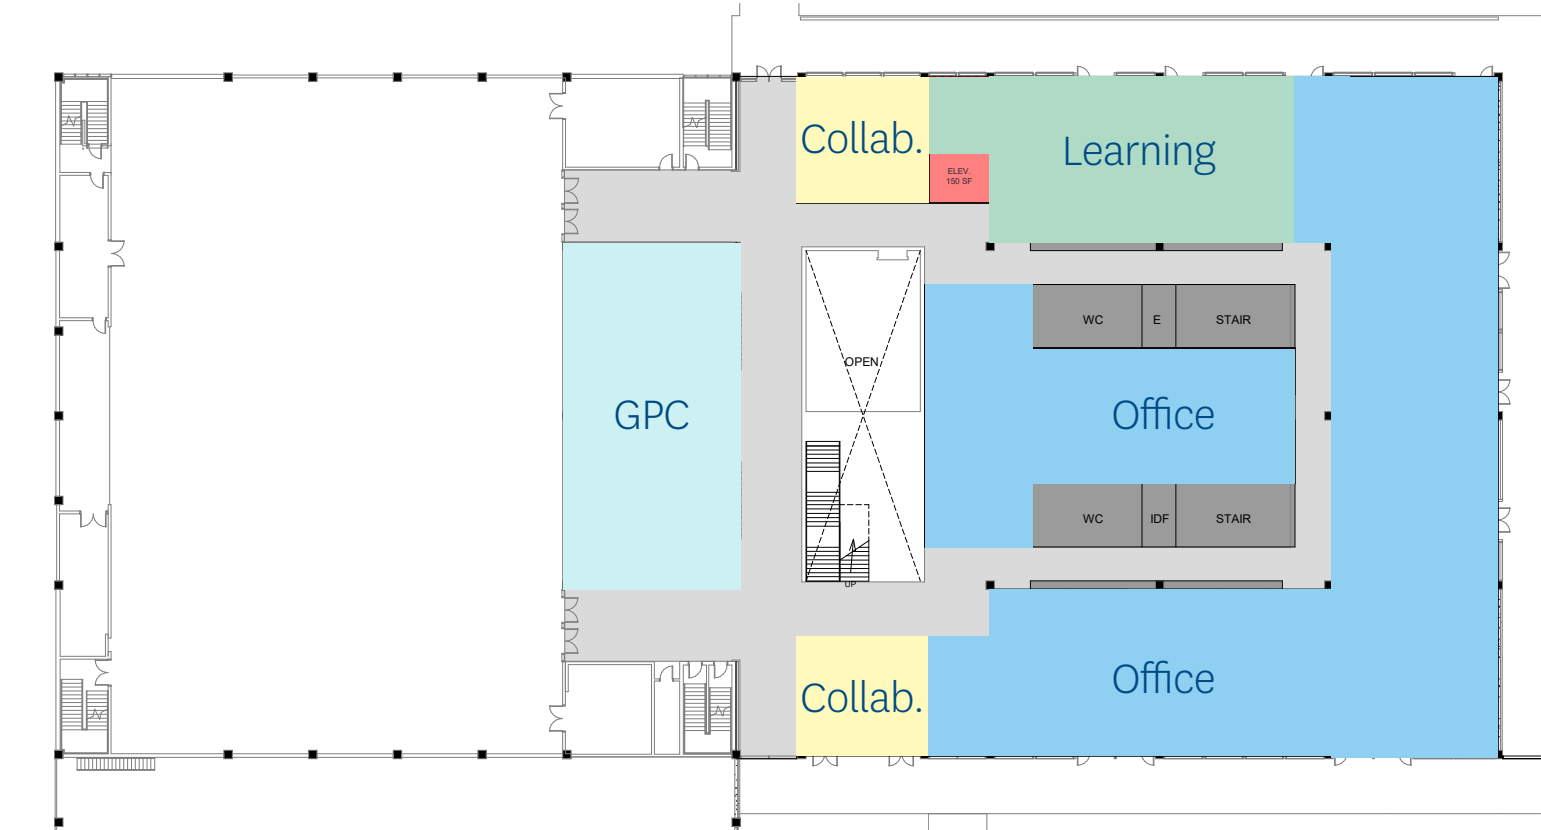 Collab.
Learning
ELEV.
150 SF
WC
E
STAIR
OPEN
GPC
Office
WC
IDF
STAIR
UP
Office
Collab.